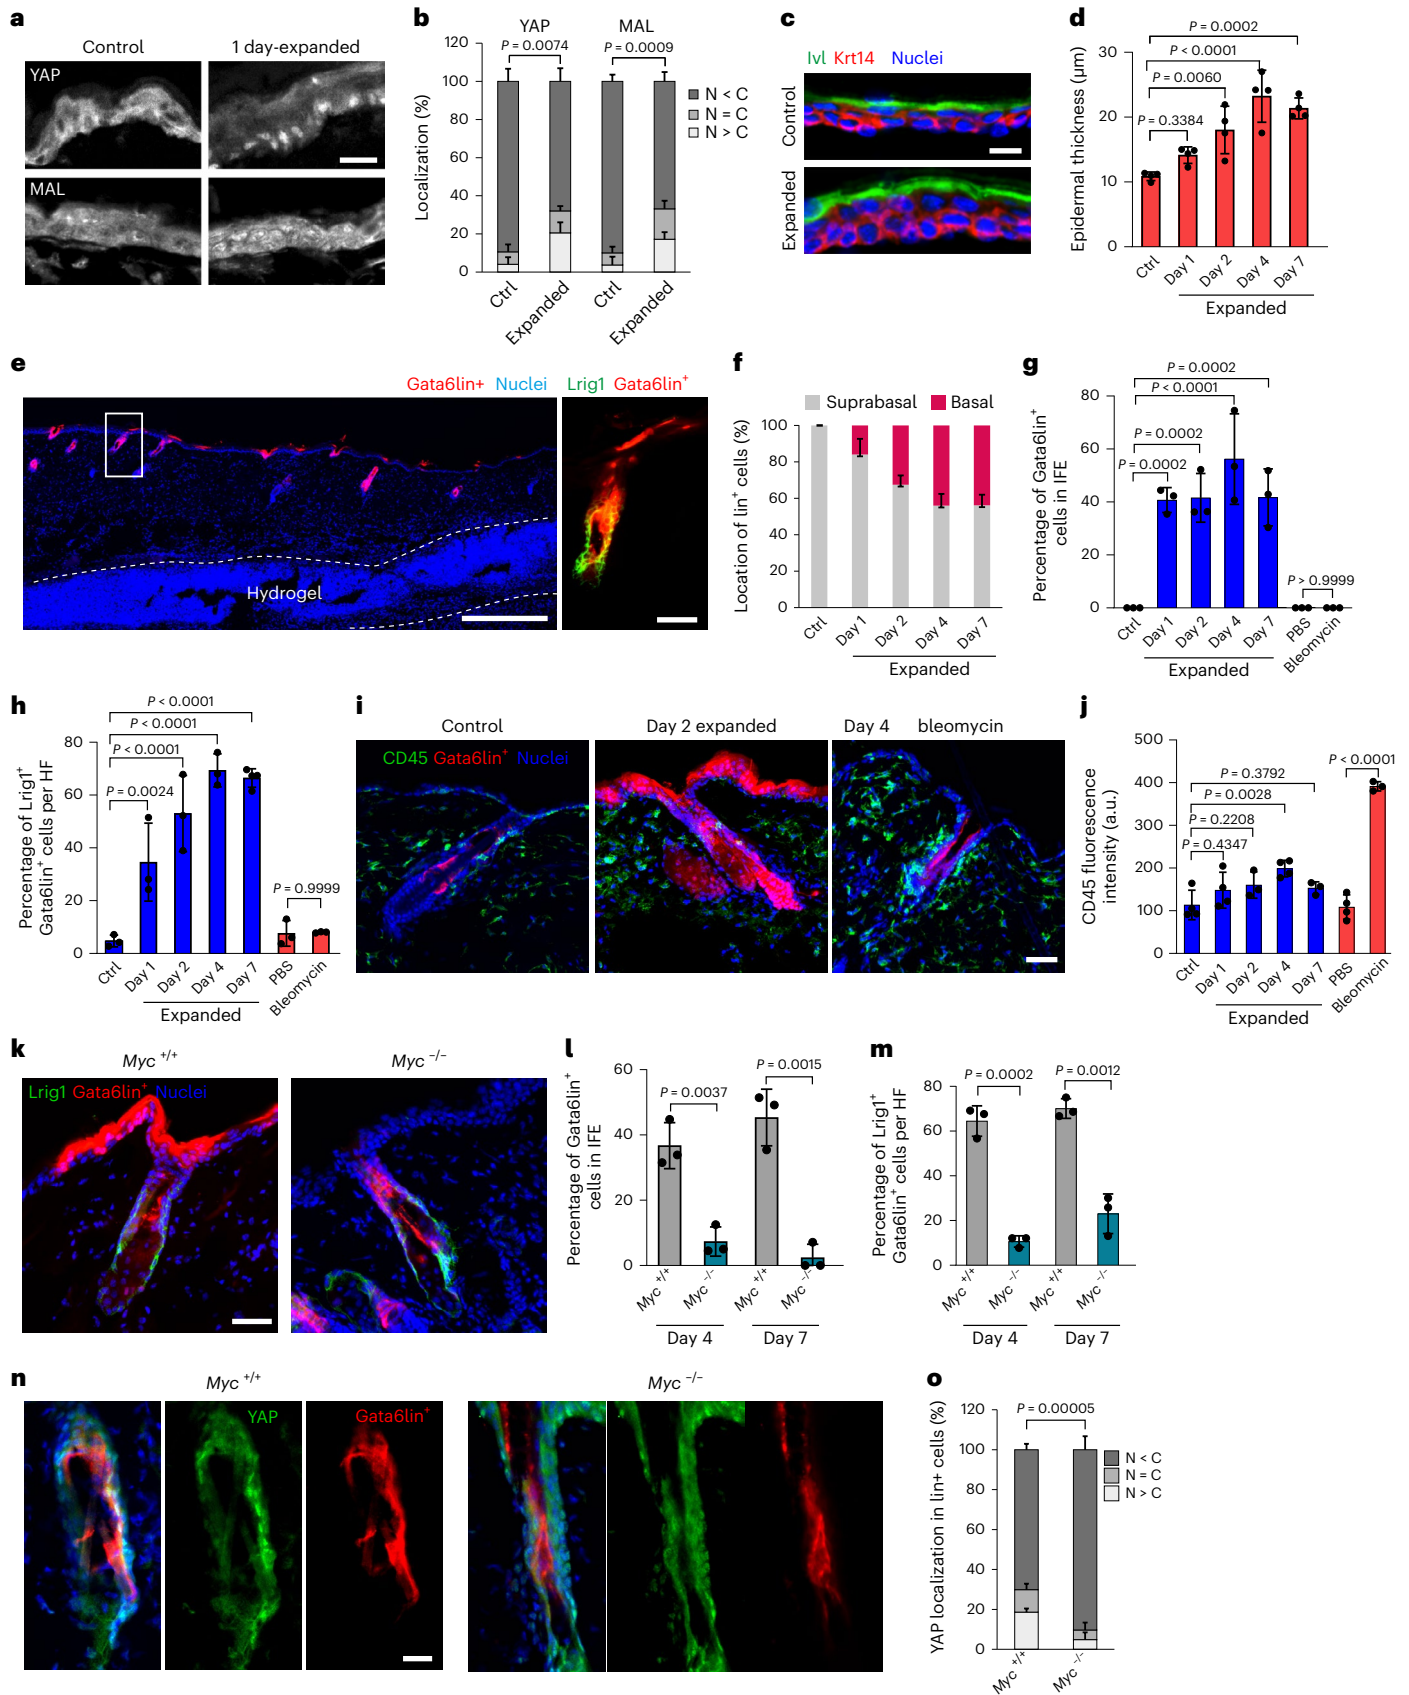 a
Control
1 day-expanded
YAP
MAL
b
YAP
MAL
P = 0.0074
P = 0.0009
Localization (%)
120
100
80
60
40
20
0
Ctrl
Expanded
Ctrl
Expanded
N < C
N = C
N > C
c
Ivl Krt14 Nuclei
Control
Expanded
d
P = 0.0002
P < 0.0001
P = 0.0060
P = 0.3384
Epidermal thickness (μm)
30
20
10
0
Ctrl
Day 1
Day 2
Day 4
Day 7
Expanded
e
Gata6lin+ Nuclei
Lrig1 Gata6lin+
Hydrogel
f
Suprabasal
Basal
Location of lin+ cells (%)
100
80
60
40
20
0
Ctrl
Day 1
Day 2
Day 4
Day 7
Expanded
g
P = 0.0002
P < 0.0001
P = 0.0002
P = 0.0002
P > 0.9999
Percentage of Gata6lin+
cells in IFE
80
60
40
20
0
Ctrl
Day 1
Day 2
Day 4
Day 7
PBS
Bleomycin
Expanded
h
P < 0.0001
P < 0.0001
P < 0.0001
P = 0.0024
P = 0.9999
Percentage of Lrig1+
Gata6lin+ cells per HF
80
60
40
20
0
Ctrl
Day 1
Day 2
Day 4
Day 7
PBS
Bleomycin
Expanded
i
Control
Day 2 expanded
Day 4 bleomycin
CD45 Gata6lin+ Nuclei
j
P < 0.0001
P = 0.3792
P = 0.0028
P = 0.2208
P = 0.4347
CD45 fluorescence
intensity (a.u.)
500
400
300
200
100
0
Ctrl
Day 1
Day 2
Day 4
Day 7
PBS
Bleomycin
Expanded
k
Myc +/+
Myc −/−
Lrig1 Gata6lin+ Nuclei
l
P = 0.0015
P = 0.0037
Percentage of Gata6lin+
cells in IFE
60
40
20
0
Myc +/+
Myc −/−
Myc +/+
Myc −/−
Day 4
Day 7
m
P = 0.0002
P = 0.0012
Percentage of Lrig1+
Gata6lin+ cells per HF
80
60
40
20
0
Myc +/+
Myc −/−
Myc +/+
Myc −/−
Day 4
Day 7
n
Myc +/+
Myc −/−
YAP
Gata6lin+
o
P = 0.00005
YAP localization in lin+ cells (%)
120
100
80
60
40
20
0
Myc +/+
Myc −/−
N < C
N = C
N > C